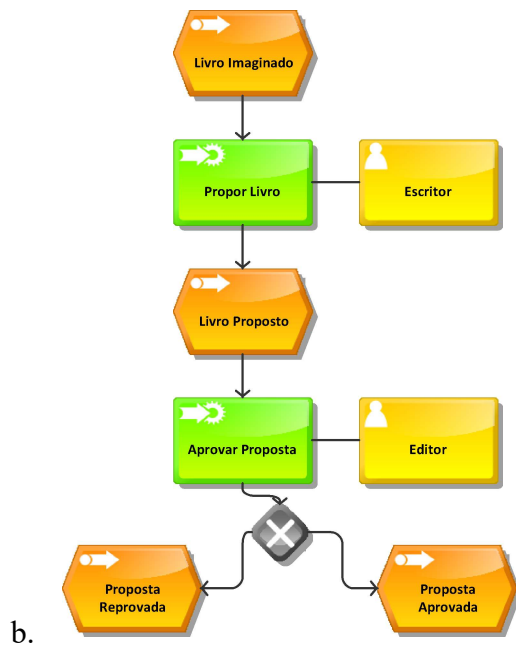 Livro Imaginado
Propor Livro
Escritor
Livro Proposto
Aprovar Proposta
Editor
Proposta
Reprovada
Proposta
Aprovada
b.